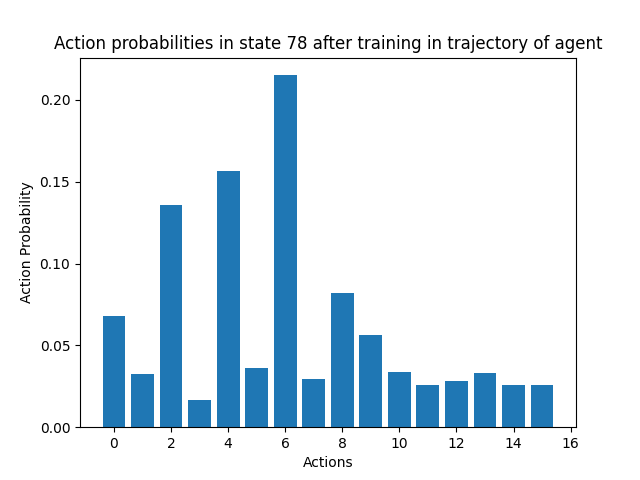 Action probabilities in state 78 after training in trajectory of agent
Action Probability
0.20
0.15
0.10
0.05
0.00
0 2 4 6 8 10 12 14 16
Actions